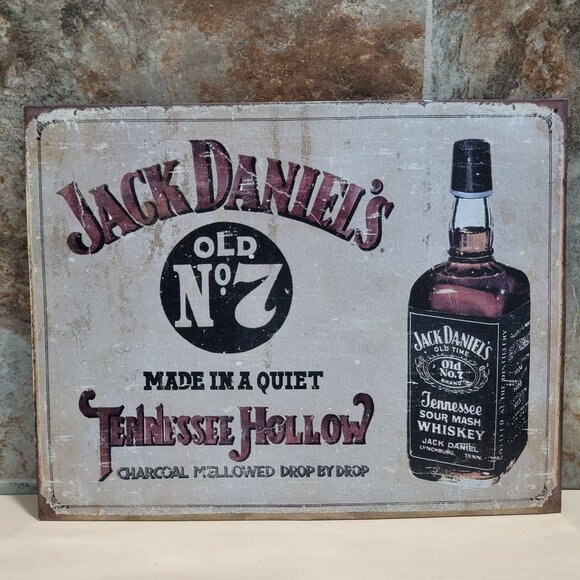 JACK DANIEL'S
OLD
No. 7
MADE IN A QUIET
TENNESSEE HOLLOW
CHARCOAL MELLOWED DROP BY DROP
JACK DANIEL'S
OLD TIME
Old
No.7
BRAND
Tennessee
SOUR MASH
WHISKEY
JACK DANIEL
LYNCHBURG, TENN.